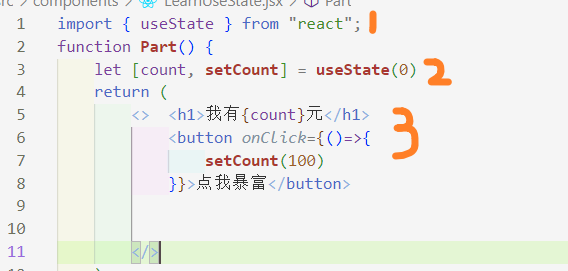 src > components > LearnUseState.jsx > Part
1 import { useState } from "react"; 1
2 function Part() {
3 let [count, setCount] = useState(0) 2
4 return (
5 <> <h1>我有{count}元</h1> 3
6 <button onClick={()=>{
7 setCount(100)
8 }}>点我暴富</button>
9
10
11 </>